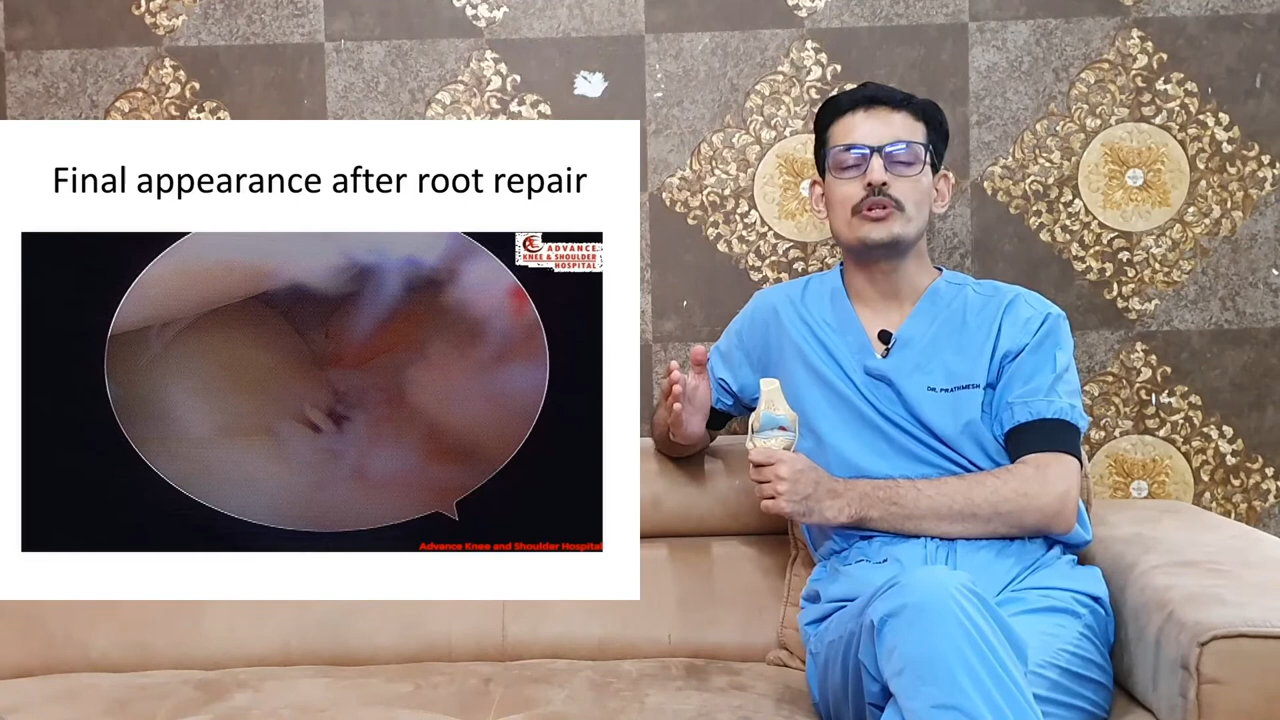 Final appearance after root repair
ADVANCE
KNEE & SHOULDER
HOSPITAL
Advance Knee and Shoulder Hospital
DR. PRATHMESH